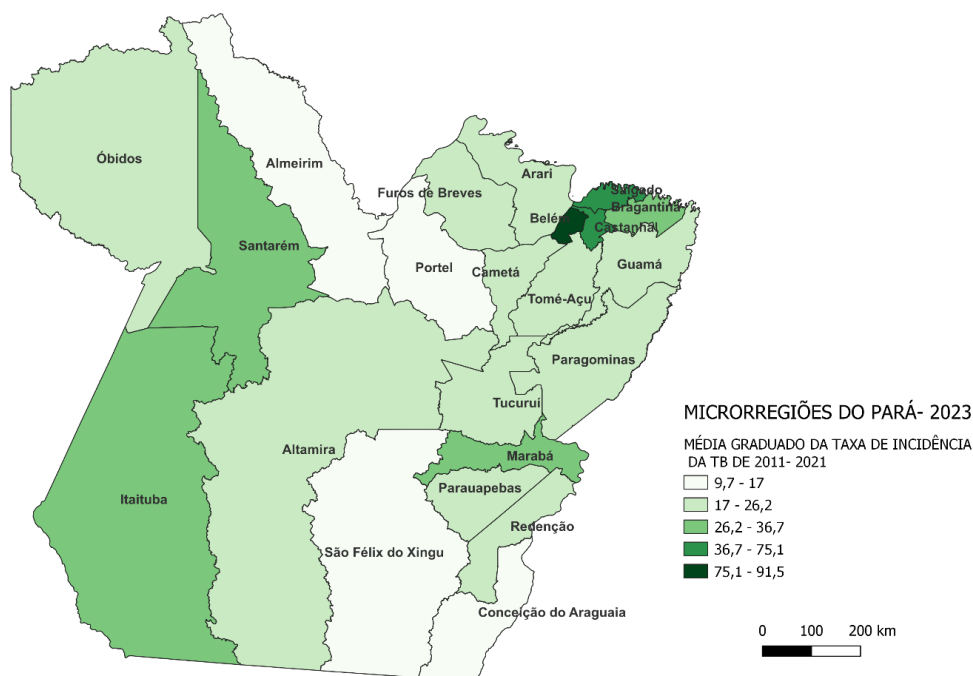 Óbidos
Almeirim
Arari
Furos de Breves
Salgado
Bragantina
Belém
Castanhal
Santarém
Portel
Cametá
Guamá
Tomé-Açu
Paragominas
Tucuruí
Altamira
Marabá
Itaituba
Parauapebas
Redenção
São Félix do Xingu
Conceição do Araguaia
MICRORREGIÕES DO PARÁ- 2023
MÉDIA GRADUADO DA TAXA DE INCIDÊNCIA
DA TB DE 2011- 2021
9,7 - 17
17 - 26,2
26,2 - 36,7
36,7 - 75,1
75,1 - 91,5
0 100 200 km